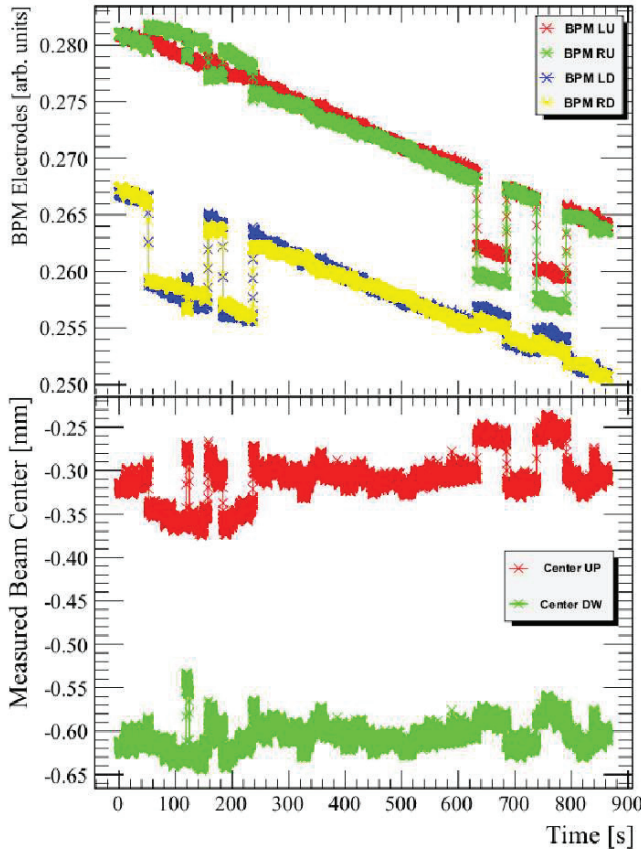 BPM Electrodes [arb. units]
0.280
0.275
0.270
0.265
0.260
0.255
0.250
BPM LU
BPM RU
BPM LD
BPM RD
Measured Beam Center [mm]
-0.25
-0.30
-0.35
-0.40
-0.45
-0.50
-0.55
-0.60
-0.65
Center UP
Center DW
0 100 200 300 400 500 600 700 800 900
Time [s]